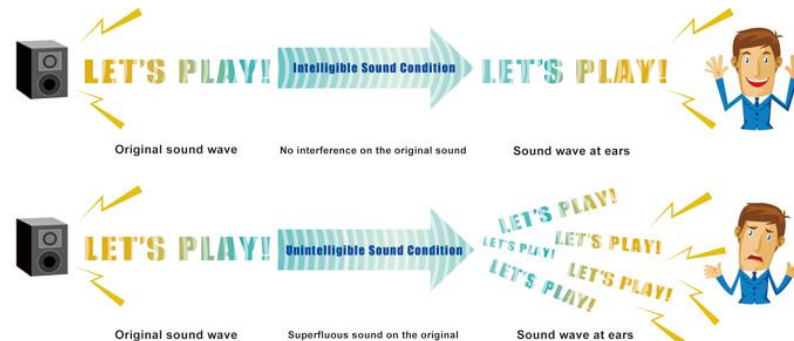 LET'S PLAY!
Intelligible Sound Condition
LET'S PLAY!
Original sound wave
No interference on the original sound
Sound wave at ears
LET'S PLAY!
Unintelligible Sound Condition
LET'S PLAY!
LET'S PLAY!
LET'S PLAY!
LET'S PLAY!
LET'S PLAY!
Original sound wave
Superfluous sound on the original
Sound wave at ears